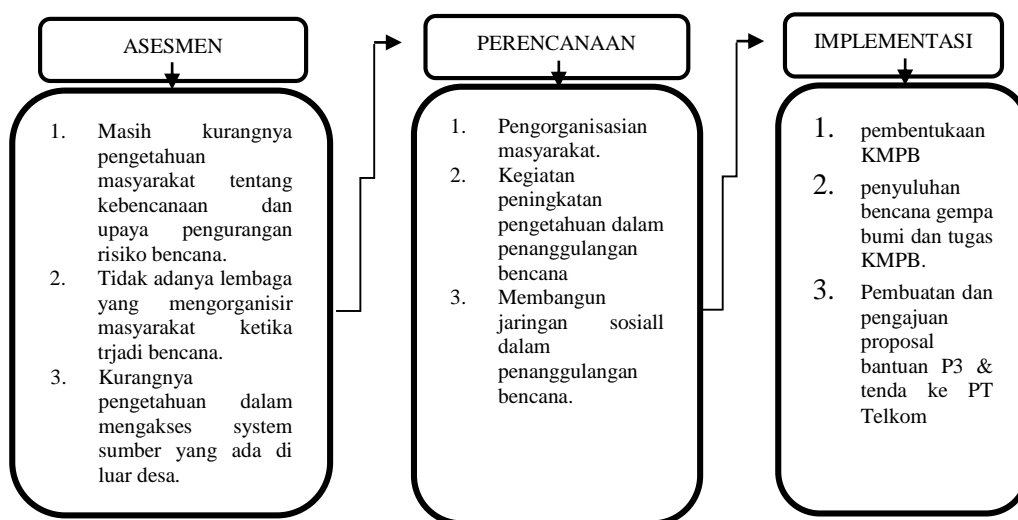 ASESMEN
1. Masih kurangnya
pengetahuan
masyarakat tentang
kebencanaan dan
upaya pengurangan
risiko bencana.
2. Tidak adanya lembaga
yang mengorganisir
masyarakat ketika
trjadi bencana.
3. Kurangnya
pengetahuan dalam
mengakses system
sumber yang ada di
luar desa.
PERENCANAAN
1. Pengorganisasian
masyarakat.
2. Kegiatan
peningkatan
pengetahuan dalam
penanggulangan
bencana
3. Membangun
jaringan sosiall
dalam
penanggulangan
bencana.
IMPLEMENTASI
1. pembentukaan
KMPB
2. penyuluhan
bencana gempa
bumi dan tugas
KMPB.
3. Pembuatan dan
pengajuan
proposal
bantuan P3 &
tenda ke PT
Telkom